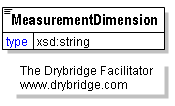 MeasurementDimension
type xsd:string
The Drybridge Facilitator
www.drybridge.com